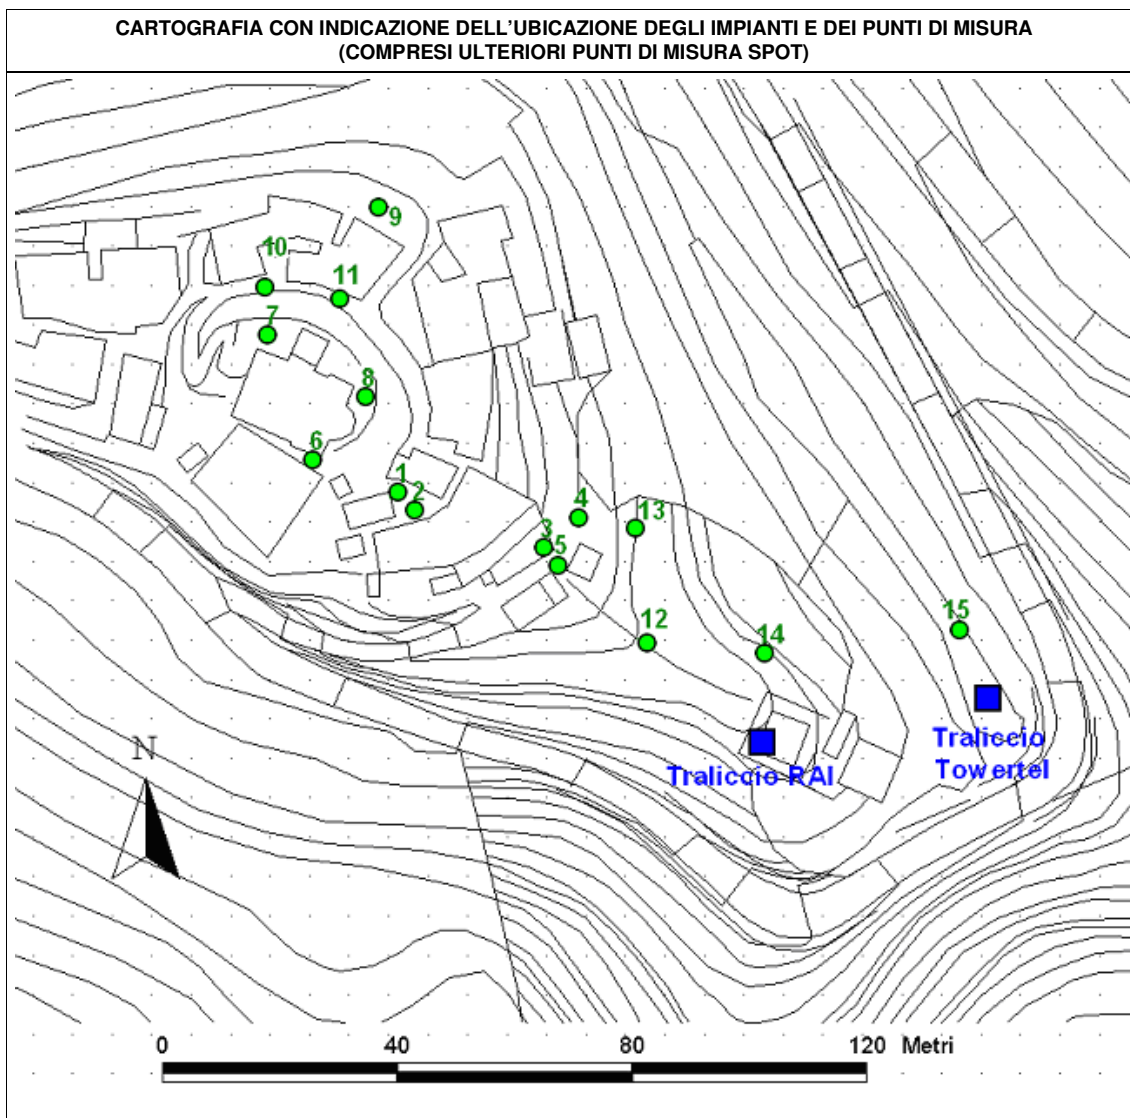 CARTOGRAFIA CON INDICAZIONE DELL'UBICAZIONE DEGLI IMPIANTI E DEI PUNTI DI MISURA
(COMPRESI ULTERIORI PUNTI DI MISURA SPOT)
9
10
11
7
8
6
1
2
4
13
3
5
12
14
15
Traliccio
Towertel
Traliccio RAI
N
0 40 80 120 Metri